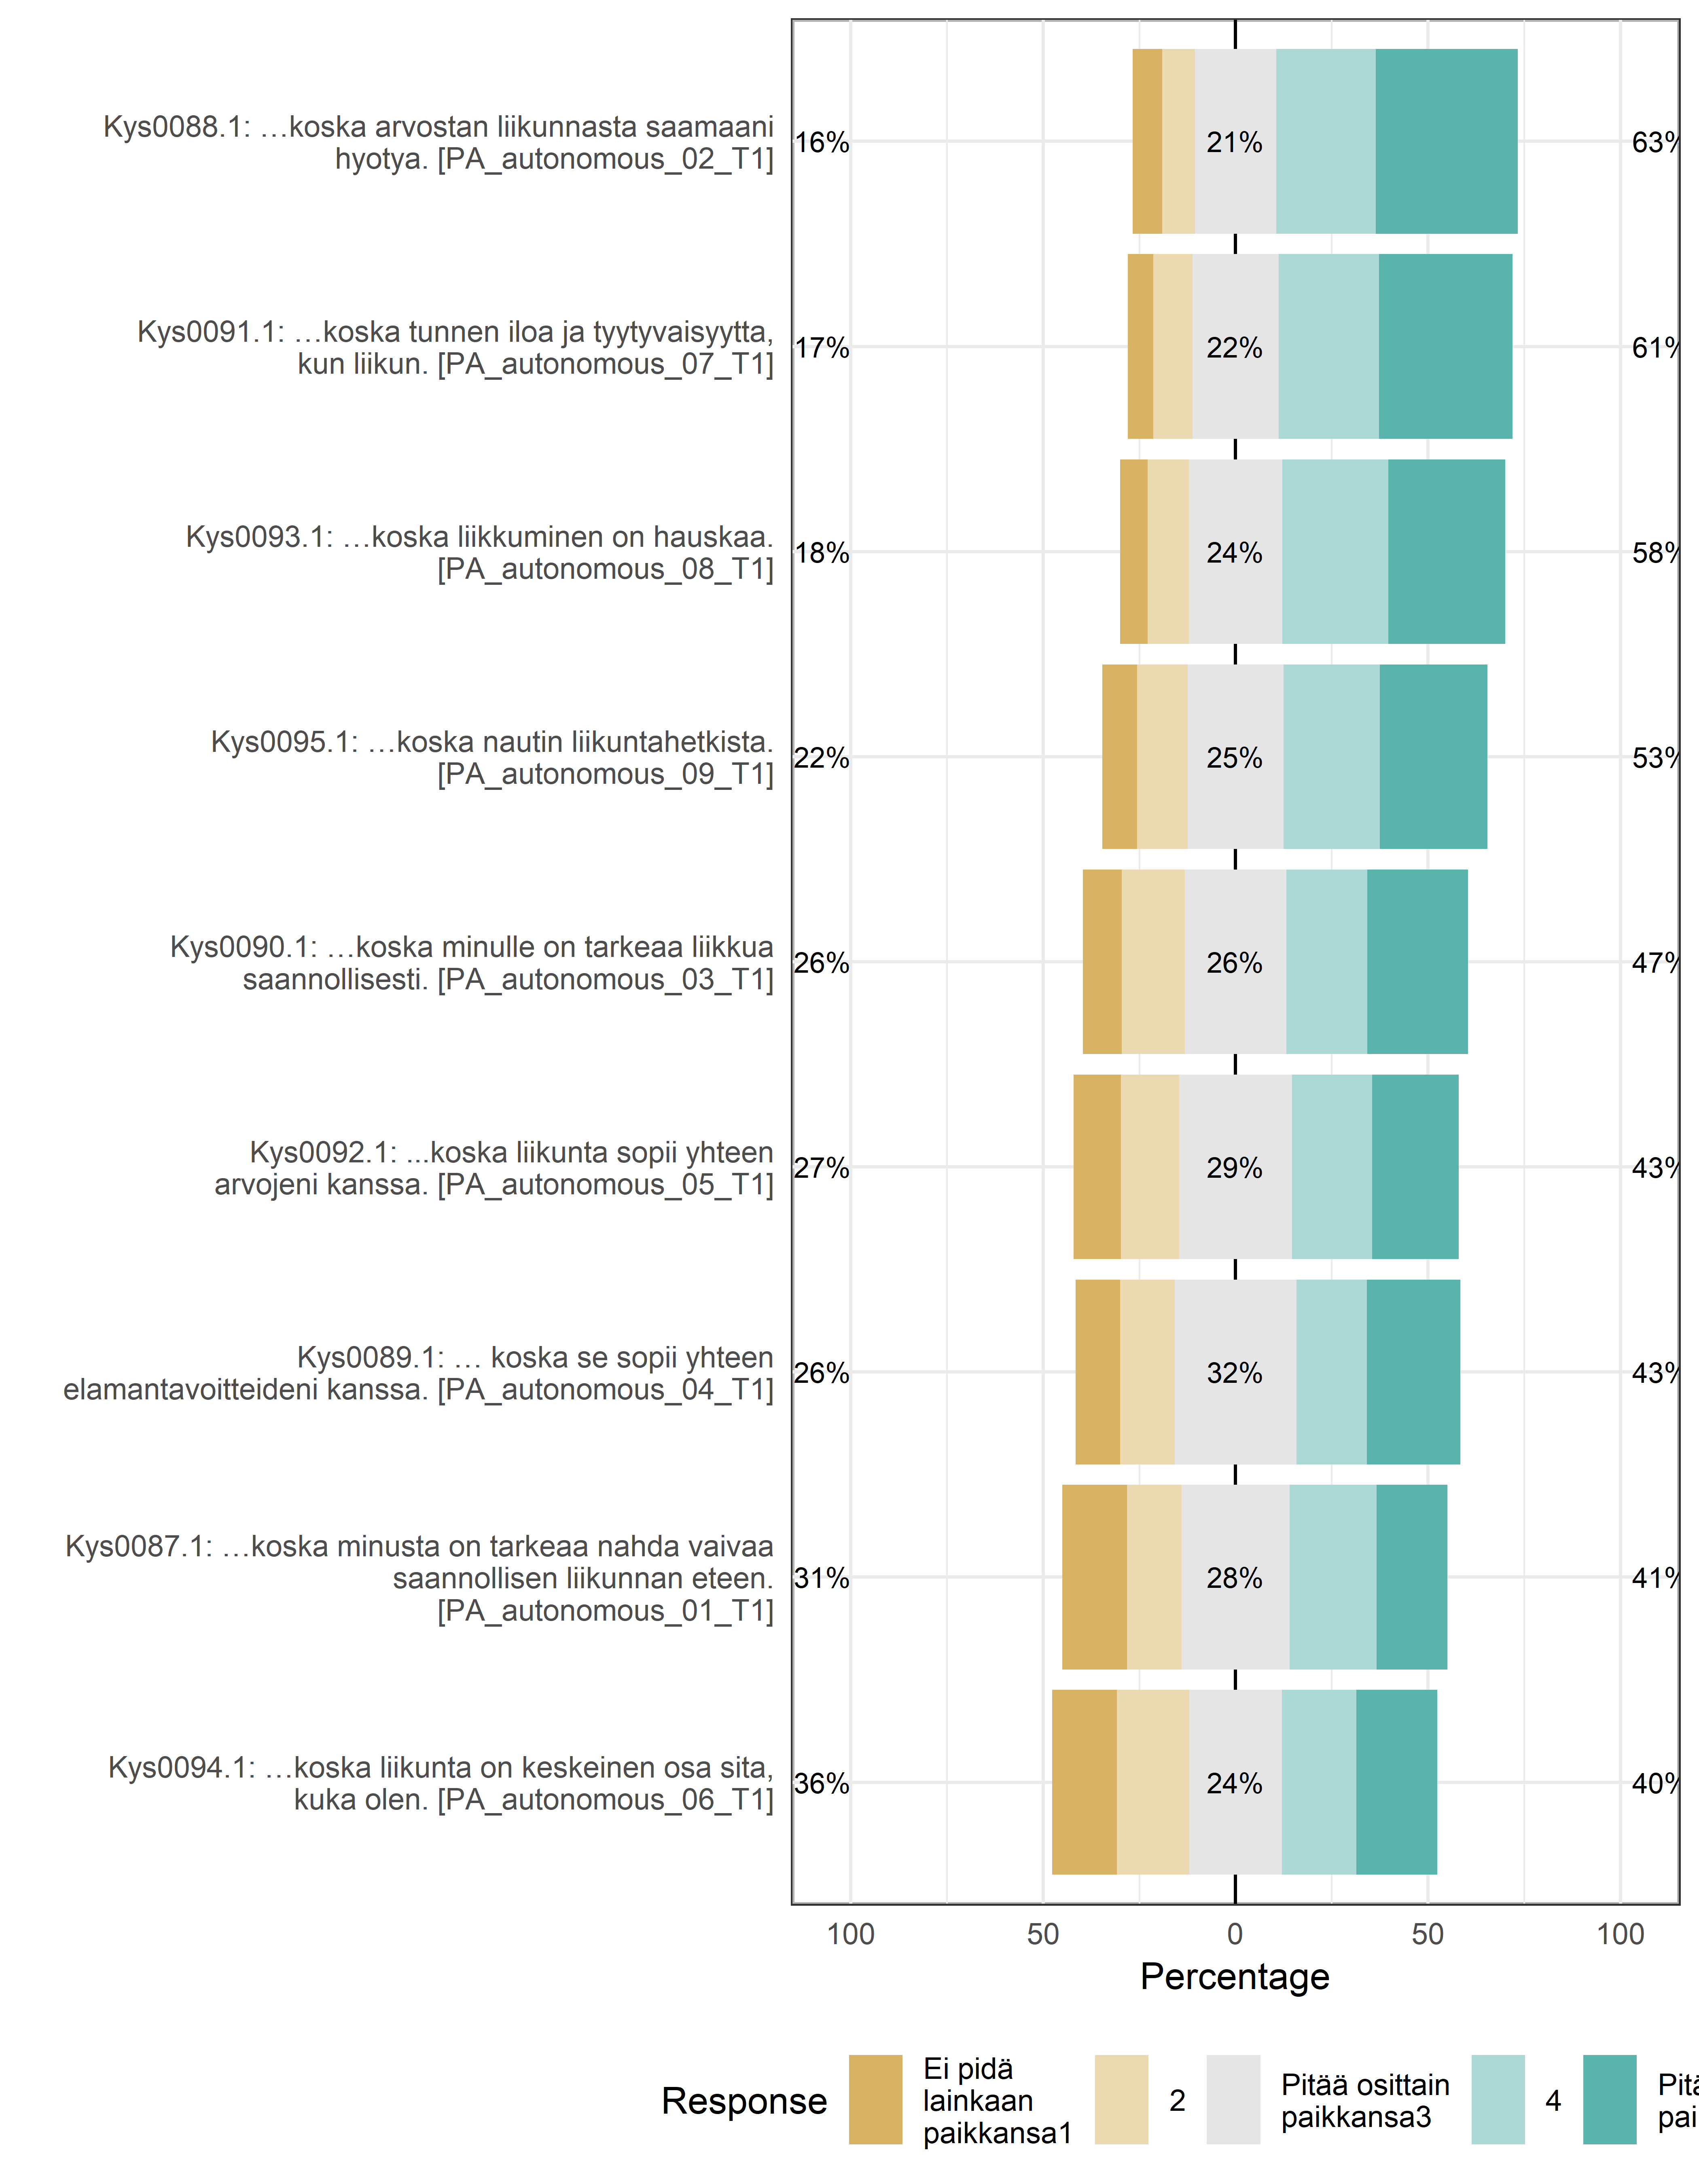 Kys0088.1: …koska arvostan liikunnasta saamaani
hyotya. [PA_autonomous_02_T1]
16%
21%
63%
Kys0091.1: …koska tunnen iloa ja tyytyvaisyytta,
kun liikun. [PA_autonomous_07_T1]
17%
22%
61%
Kys0093.1: …koska liikkuminen on hauskaa.
[PA_autonomous_08_T1]
18%
24%
58%
Kys0095.1: …koska nautin liikuntahetkista.
[PA_autonomous_09_T1]
22%
25%
53%
Kys0090.1: …koska minulle on tarkeaa liikkua
saannollisesti. [PA_autonomous_03_T1]
26%
26%
47%
Kys0092.1: ...koska liikunta sopii yhteen
arvojeni kanssa. [PA_autonomous_05_T1]
27%
29%
43%
Kys0089.1: … koska se sopii yhteen
elamantavoitteideni kanssa. [PA_autonomous_04_T1]
26%
32%
43%
Kys0087.1: …koska minusta on tarkeaa nahda vaivaa
saannollisen liikunnan eteen.
[PA_autonomous_01_T1]
31%
28%
41%
Kys0094.1: …koska liikunta on keskeinen osa sita,
kuka olen. [PA_autonomous_06_T1]
36%
24%
40%
100 50 0 50 100
Percentage
Response
Ei pidä
lainkaan
paikkansa1
2
Pitää osittain
paikkansa3
4